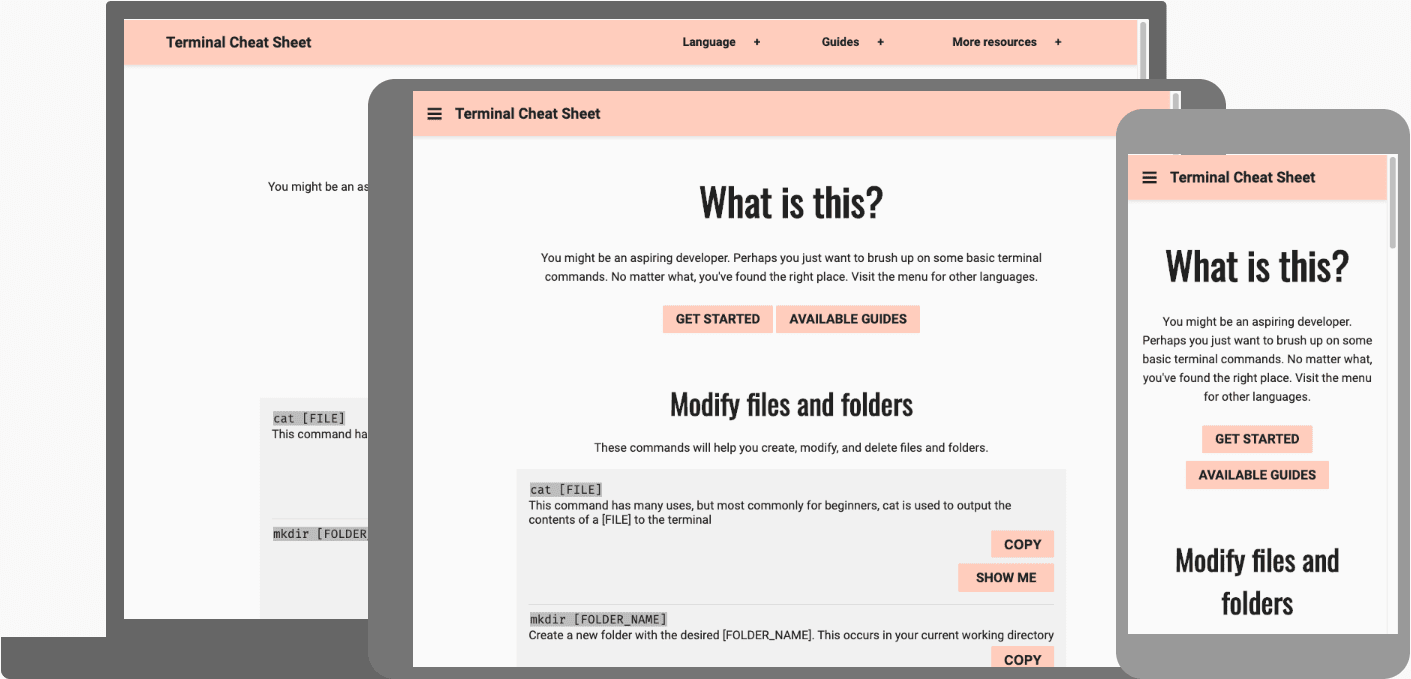 Terminal Cheat Sheet
Language +
Guides +
More resources +
You might be an as
cat [FILE]
This command ha
mkdir [FOLDER
Terminal Cheat Sheet
What is this?
You might be an aspiring developer. Perhaps you just want to brush up on some basic terminal
commands. No matter what, you've found the right place. Visit the menu for other languages.
GET STARTED
AVAILABLE GUIDES
Modify files and folders
These commands will help you create, modify, and delete files and folders.
cat [FILE]
This command has many uses, but most commonly for beginners, cat is used to output the
contents of a [FILE] to the terminal
COPY
SHOW ME
mkdir [FOLDER_NAME]
Create a new folder with the desired [FOLDER_NAME]. This occurs in your current working directory
COPY
Terminal Cheat Sheet
What is this?
You might be an aspiring developer.
Perhaps you just want to brush up on some
basic terminal commands. No matter what,
you've found the right place. Visit the menu
for other languages.
GET STARTED
AVAILABLE GUIDES
Modify files and
folders